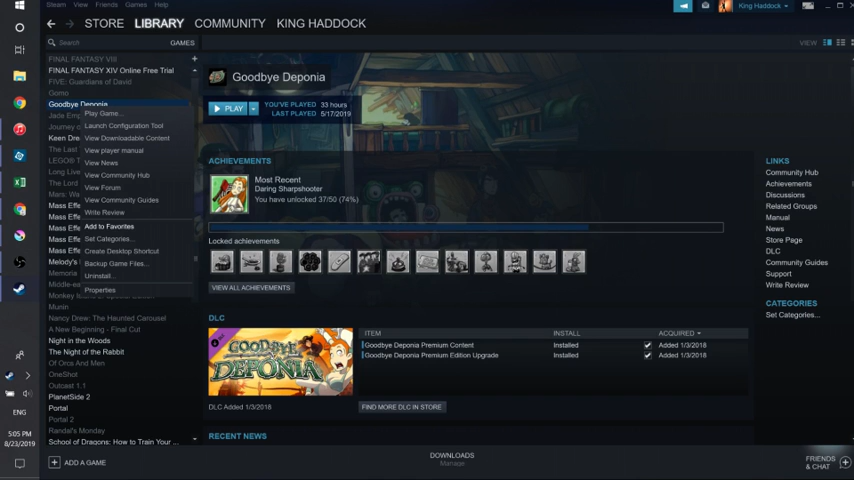 Steam View Friends Games Help
King Haddock
STORE LIBRARY COMMUNITY KING HADDOCK
Search GAMES
VIEW
FINAL FANTASY VIII
FINAL FANTASY XIV Online Free Trial
FIVE: Guardians of David
Gomo
Goodbye Deponia
Jade Emp
Journey
Keen Dre
The Last
LEGO®
Long Live
The Lord
Mars: Wa
Mass Effe
Mass Effe
Mass Effe
Mass Effe
Mass Effe
Melody's
Memoria
Middle-ea
Monkey
Munin
Nancy Drew: The Haunted Carousel
A New Beginning - Final Cut
Night in the Woods
The Night of the Rabbit
Of Orcs And Men
OneShot
Outcast 1.1
PlanetSide 2
Portal
Portal 2
Randal's Monday
School of Dragons: How to Train Your ...
Play Game...
Launch Configuration Tool
View Downloadable Content
View player manual
View News
View Community Hub
View Forum
View Community Guides
Write Review
Add to Favorites
Set Categories...
Create Desktop Shortcut
Backup Game Files...
Uninstall...
Properties
Goodbye Deponia
PLAY
YOU'VE PLAYED 33 hours
LAST PLAYED 5/17/2019
ACHIEVEMENTS
Most Recent
Daring Sharpshooter
You have unlocked 37/50 (74%)
Locked achievements
VIEW ALL ACHIEVEMENTS
DLC
GOODBYE DEPONIA
DLC Added 1/3/2018
ITEM INSTALL ACQUIRED
Goodbye Deponia Premium Content Installed Added 1/3/2018
Goodbye Deponia Premium Edition Upgrade Installed Added 1/3/2018
FIND MORE DLC IN STORE
RECENT NEWS
LINKS
Community Hub
Achievements
Discussions
Related Groups
Manual
News
Store Page
DLC
Community Guides
Support
Write Review
CATEGORIES
Set Categories...
ADD A GAME
DOWNLOADS
Manage
FRIENDS
& CHAT
ENG
5:05 PM
8/23/2019